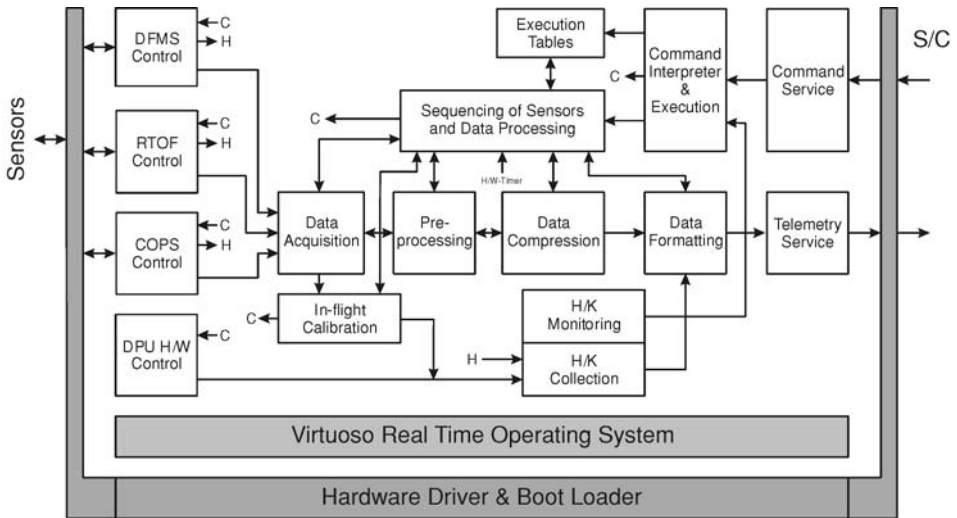 Sensors
S/C
DFMS
Control
C
H
RTOF
Control
C
H
COPS
Control
C
H
DPU H/W
Control
C
Execution
Tables
Command
Interpreter
&
Execution
C
Command
Service
Sequencing of Sensors
and Data Processing
C
H/W-Timer
Data
Acquisition
Pre-
processing
Data
Compression
Data
Formatting
Telemetry
Service
In-flight
Calibration
C
H/K
Monitoring
H
H/K
Collection
Virtuoso Real Time Operating System
Hardware Driver & Boot Loader